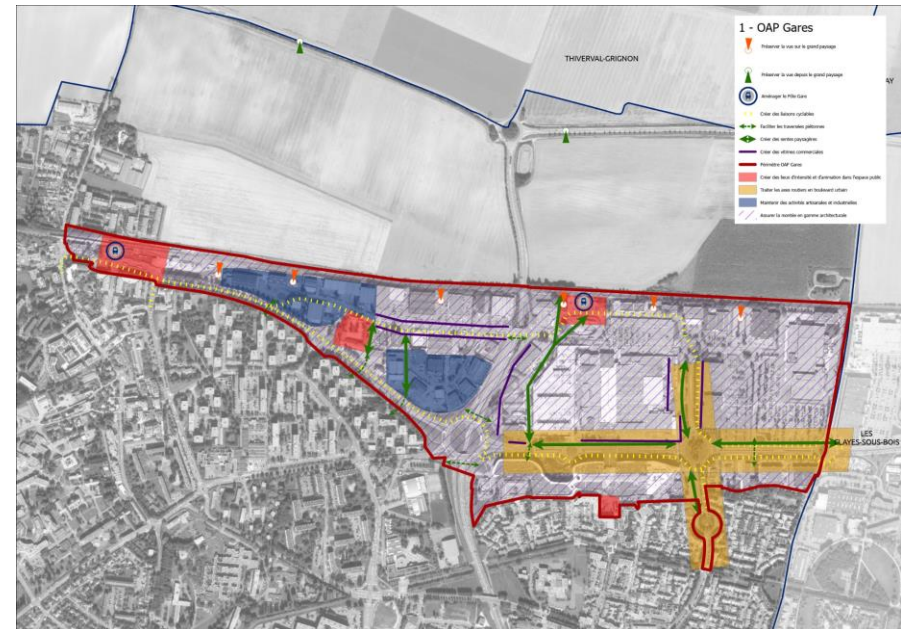 1 - OAP Gares
THIVERVAL-GRIGNON
Préserver la vue sur le grand paysage
Préserver la vue depuis le grand paysage
AY
Aménager le Pôle Gare
Créer des liaisons cyclables
Faciliter les traversées piétonnes
Créer des sentes paysagères
Créer des vitrines commerciales
Périmètre OAP Gares
Créer des lieux d'intensité et d'animation dans l'espace public
Traiter les axes routiers en boulevard urbain
Maintenir des activités artisanales et industrielles
Assurer la montée en gamme architecturale
LES
CLAYES-SOUS-BOIS